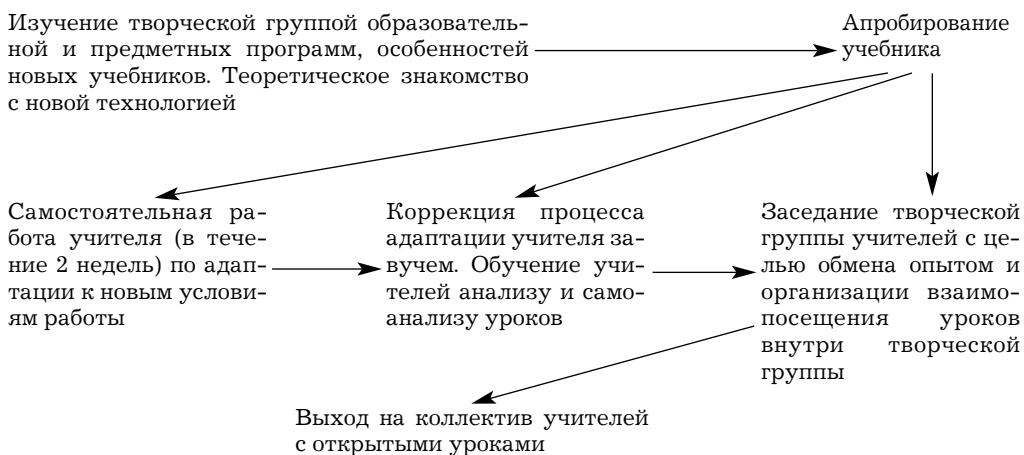 Изучение творческой группой образователь-
ной и предметных программ, особенностей
новых учебников. Теоретическое знакомство
с новой технологией
Апробирование
учебника
Самостоятельная ра-
бота учителя (в тече-
ние 2 недель) по адап-
тации к новым услови-
ям работы
Коррекция процесса
адаптации учителя за-
вучем. Обучение учи-
телей анализу и само-
анализу уроков
Заседание творческой
группы учителей с це-
лью обмена опытом и
организации взаимо-
посещения уроков
внутри творческой
группы
Выход на коллектив учителей
с открытыми уроками